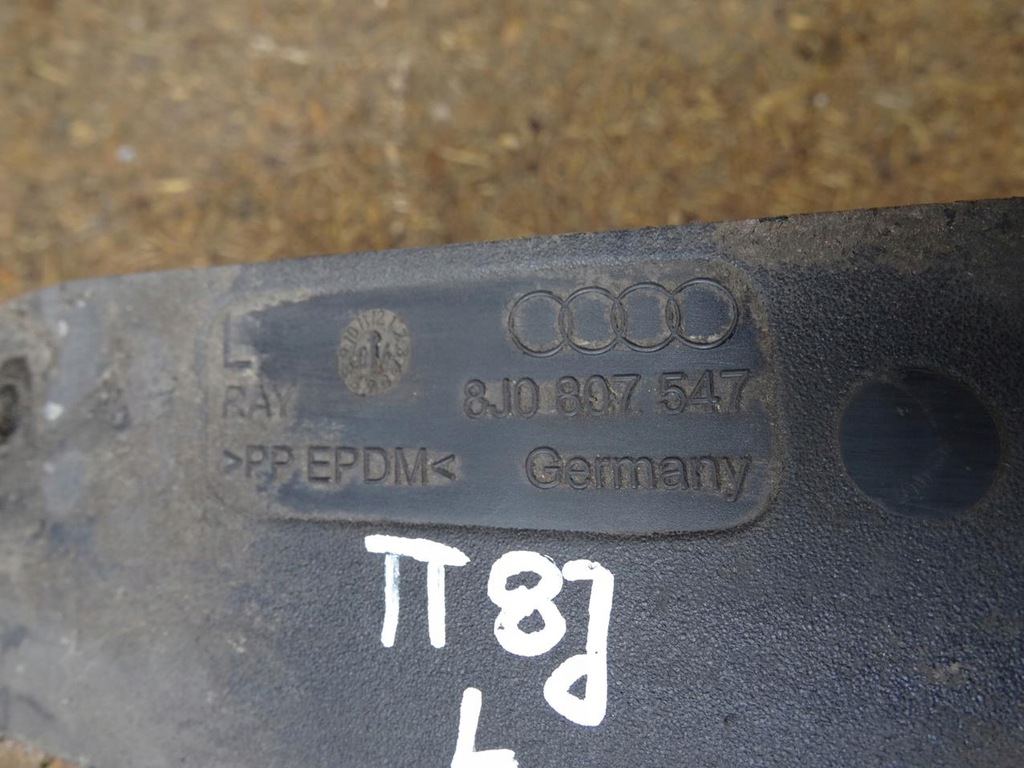 L
RAY
8J0 807 547
>PP EPDM<
Germany
TT 8J
L